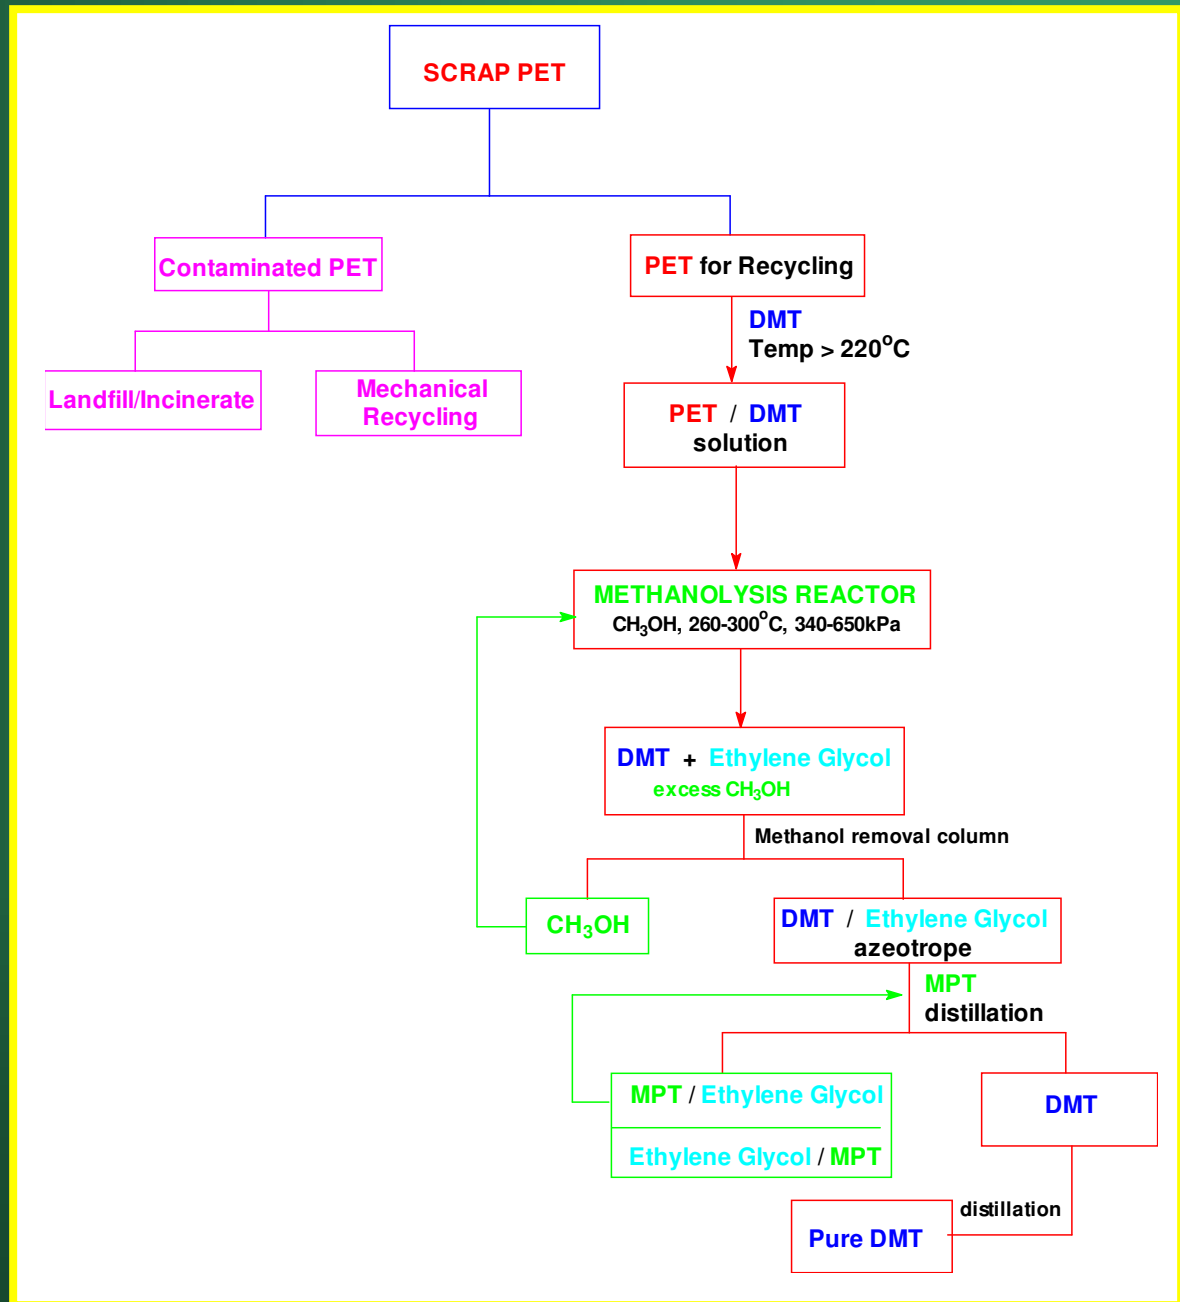 SCRAP PET
Contaminated PET
PET for Recycling
DMT
Temp > 220°C
Landfill/Incinerate
Mechanical
Recycling
PET / DMT
solution
METHANOLYSIS REACTOR
CH₃OH, 260-300°C, 340-650kPa
DMT + Ethylene Glycol
excess CH₃OH
Methanol removal column
CH₃OH
DMT / Ethylene Glycol
azeotrope
MPT
distillation
MPT / Ethylene Glycol
Ethylene Glycol / MPT
DMT
distillation
Pure DMT